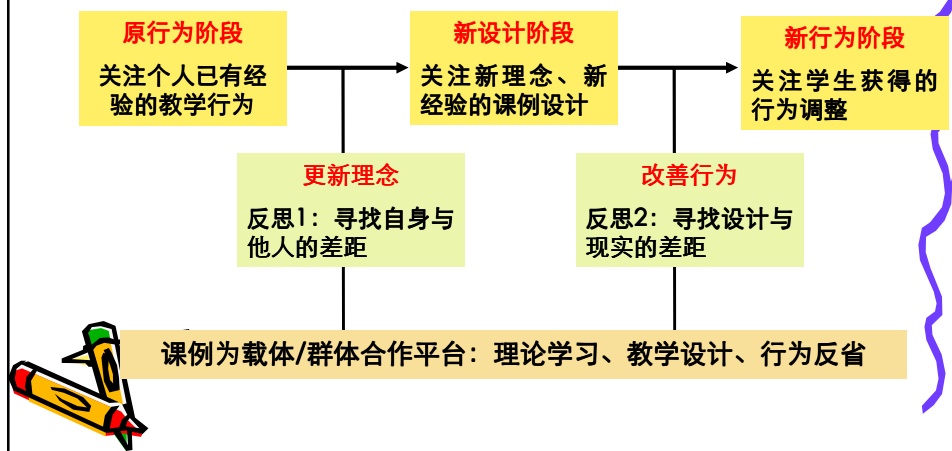 原行为阶段
关注个人已有经
验的教学行为
新设计阶段
关注新理念、新
经验的课例设计
新行为阶段
关注学生获得的
行为调整
更新理念
反思1：寻找自身与
他人的差距
改善行为
反思2：寻找设计与
现实的差距
课例为载体/群体合作平台：理论学习、教学设计、行为反省